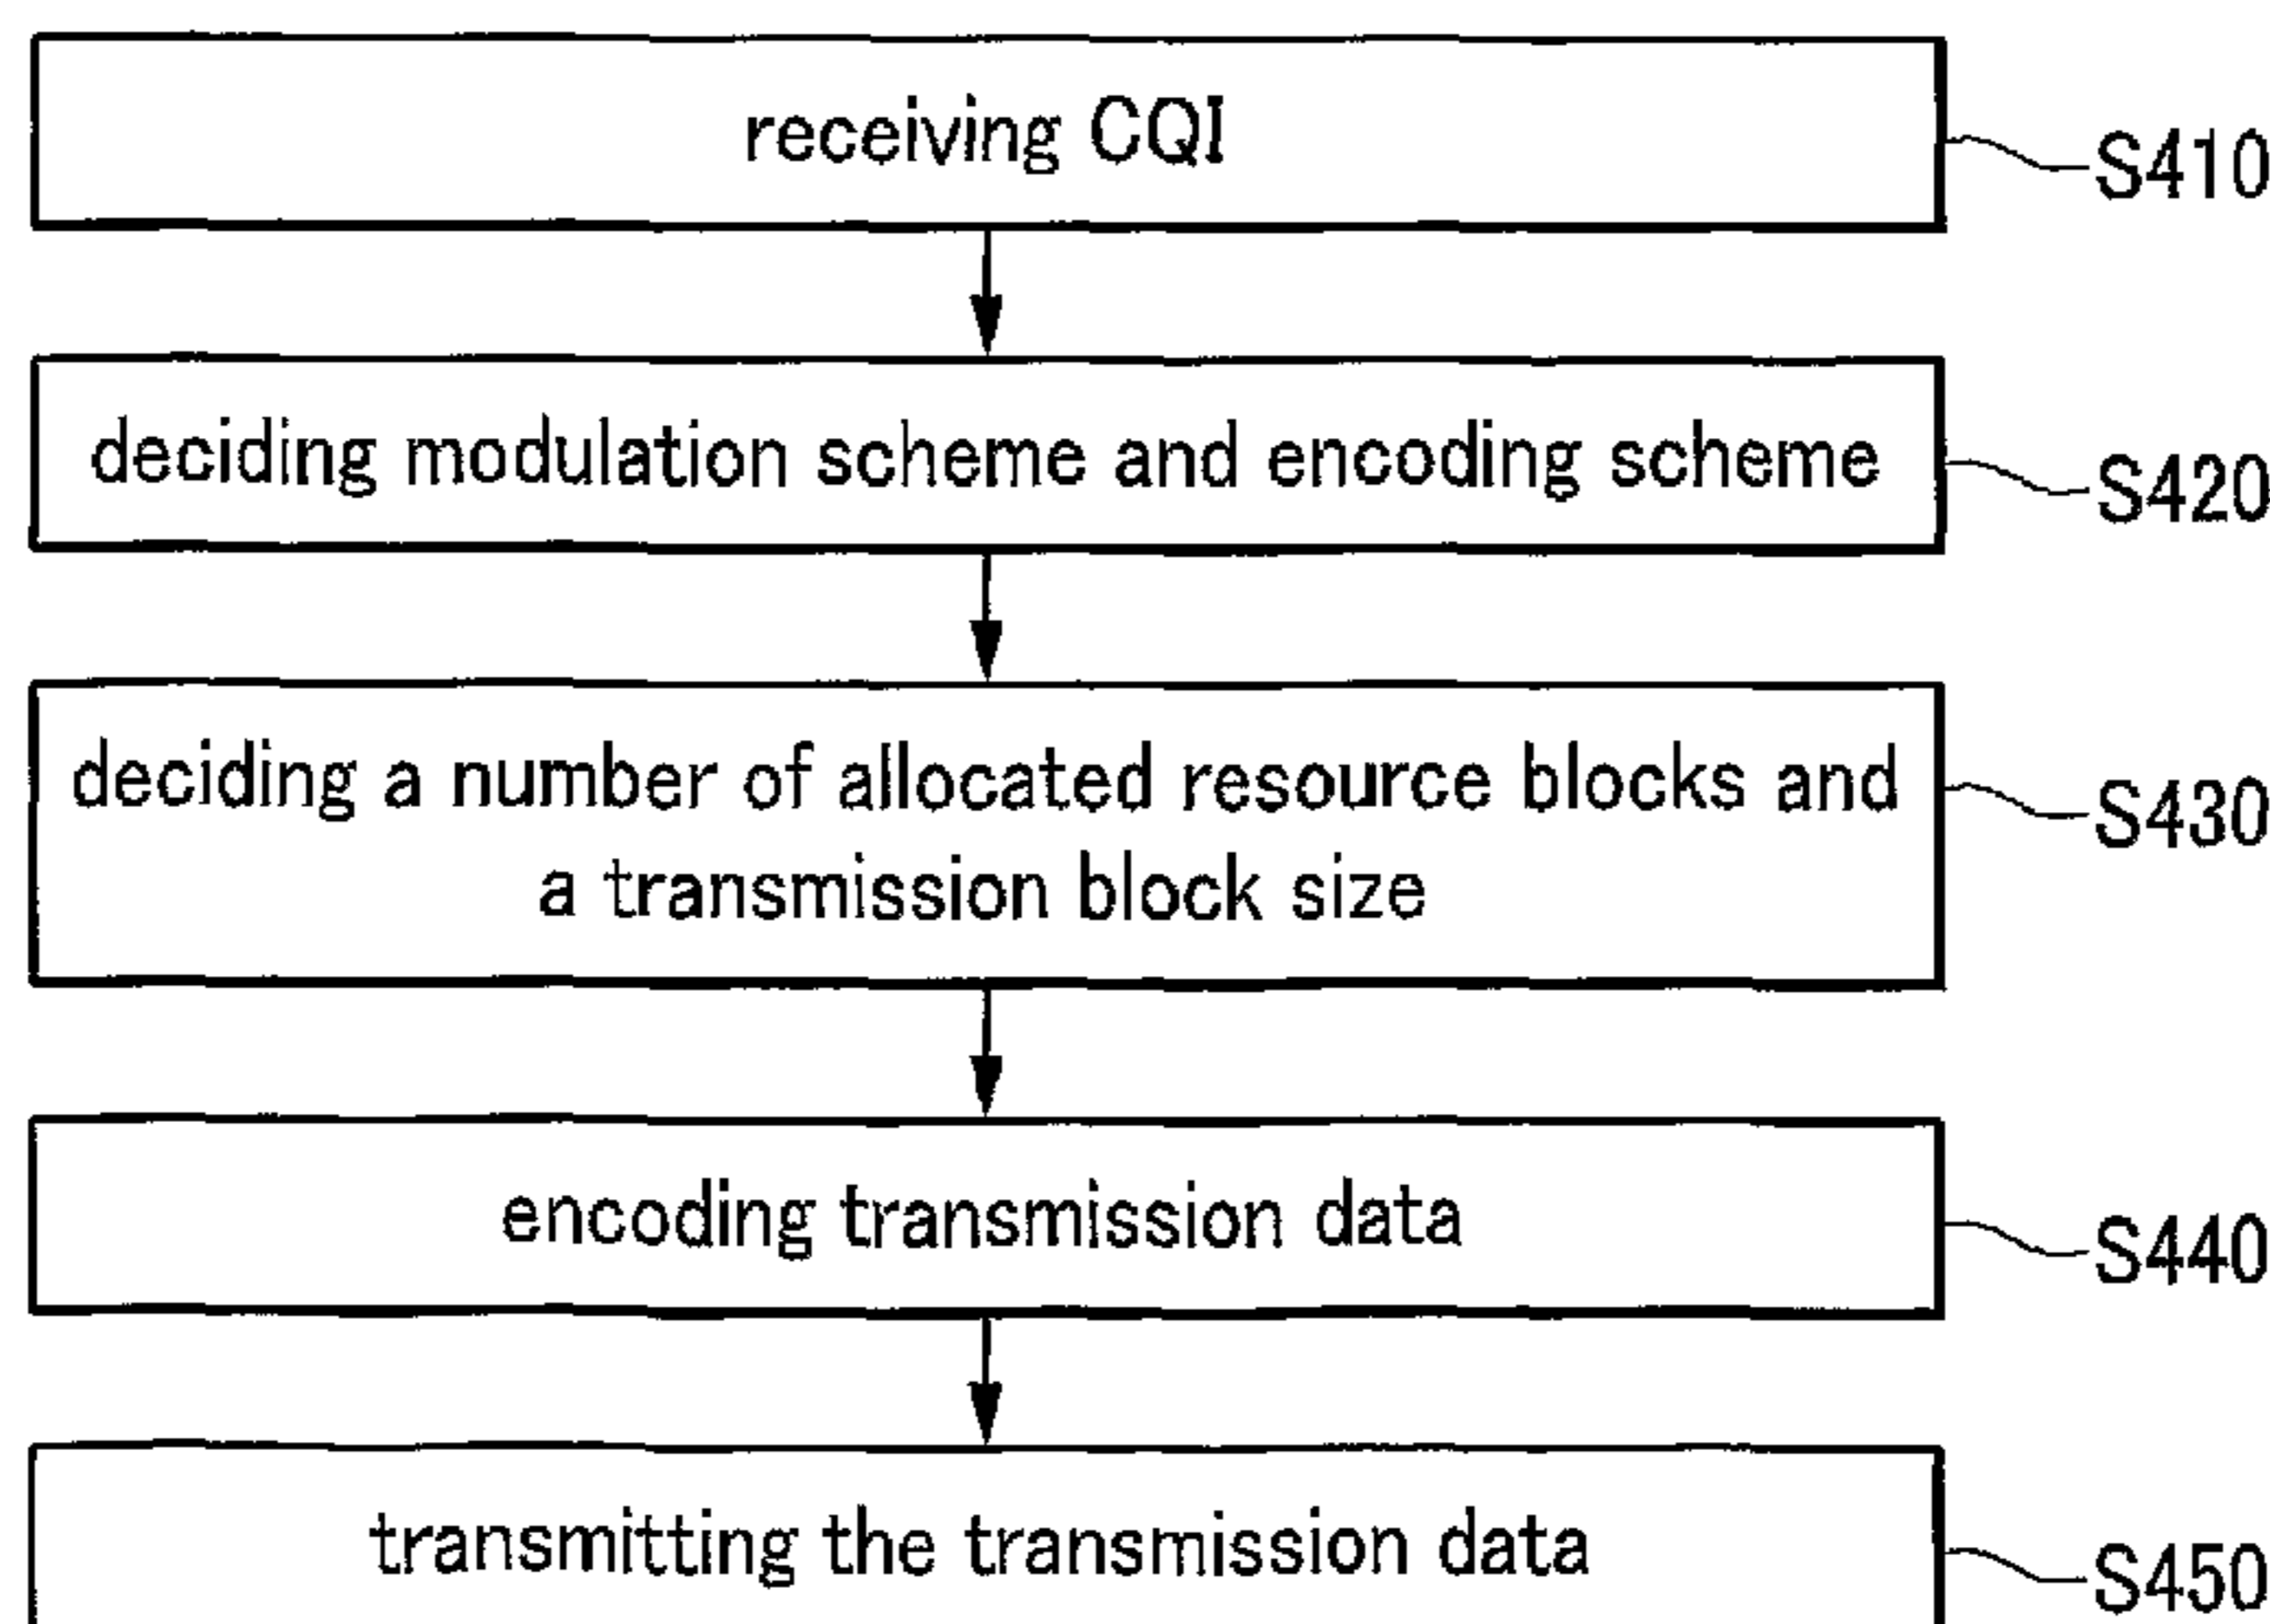 receiving CQI
S410
deciding modulation scheme and encoding scheme
S420
deciding a number of allocated resource blocks and
a transmission block size
S430
encoding transmission data
S440
transmitting the transmission data
S450